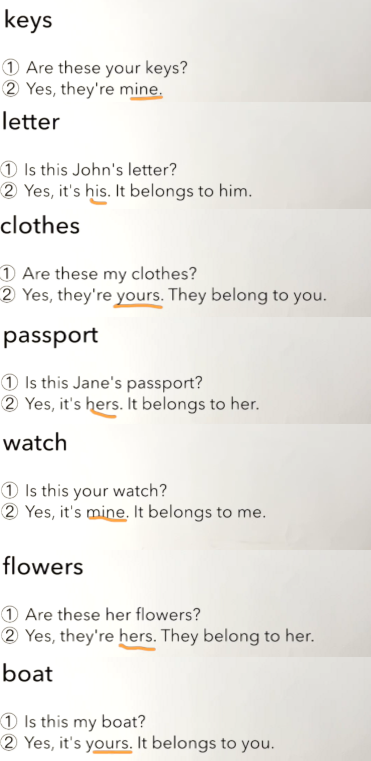 keys
① Are these your keys?
② Yes, they're mine.
letter
① Is this John's letter?
② Yes, it's his. It belongs to him.
clothes
① Are these my clothes?
② Yes, they're yours. They belong to you.
passport
① Is this Jane's passport?
② Yes, it's hers. It belongs to her.
watch
① Is this your watch?
② Yes, it's mine. It belongs to me.
flowers
① Are these her flowers?
② Yes, they're hers. They belong to her.
boat
① Is this my boat?
② Yes, it's yours. It belongs to you.